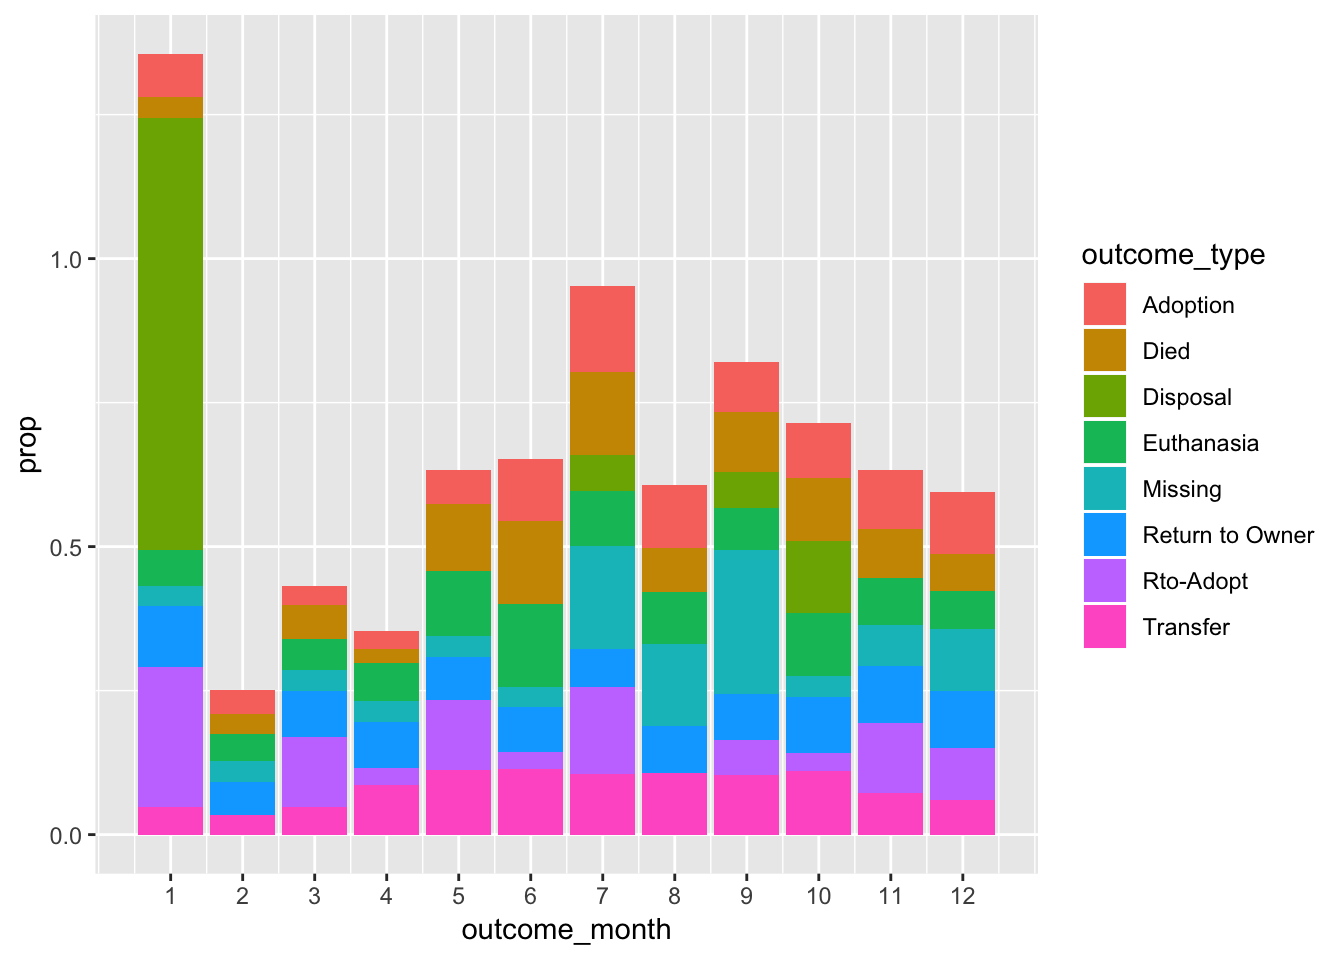 prop
1.0
0.5
0.0
1 2 3 4 5 6 7 8 9 10 11 12
outcome_month
outcome_type
Adoption
Died
Disposal
Euthanasia
Missing
Return to Owner
Rto-Adopt
Transfer